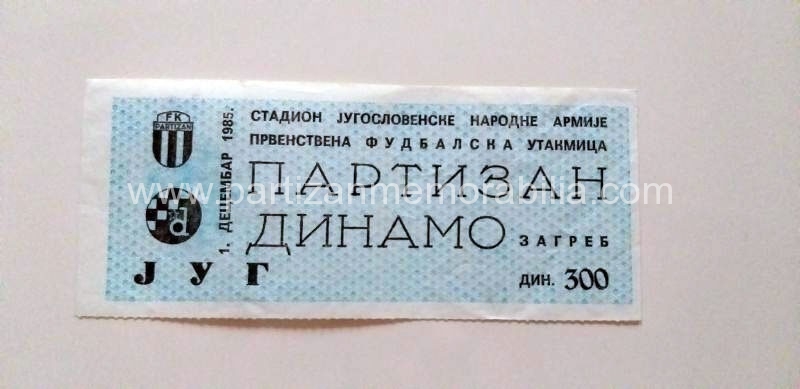 FK
PARTIZAN
1. ДЕЦЕМБАР 1985.
СТАДИОН ЈУГОСЛОВЕНСКЕ НАРОДНЕ АРМИЈЕ
ПРВЕНСТВЕНА ФУДБАЛСКА УТАКМИЦА
ПАРТИЗАН
www.partizanmemorabilia.com
ДИНАМО ЗАГРЕБ
d
ЈУГ
ДИН. 300